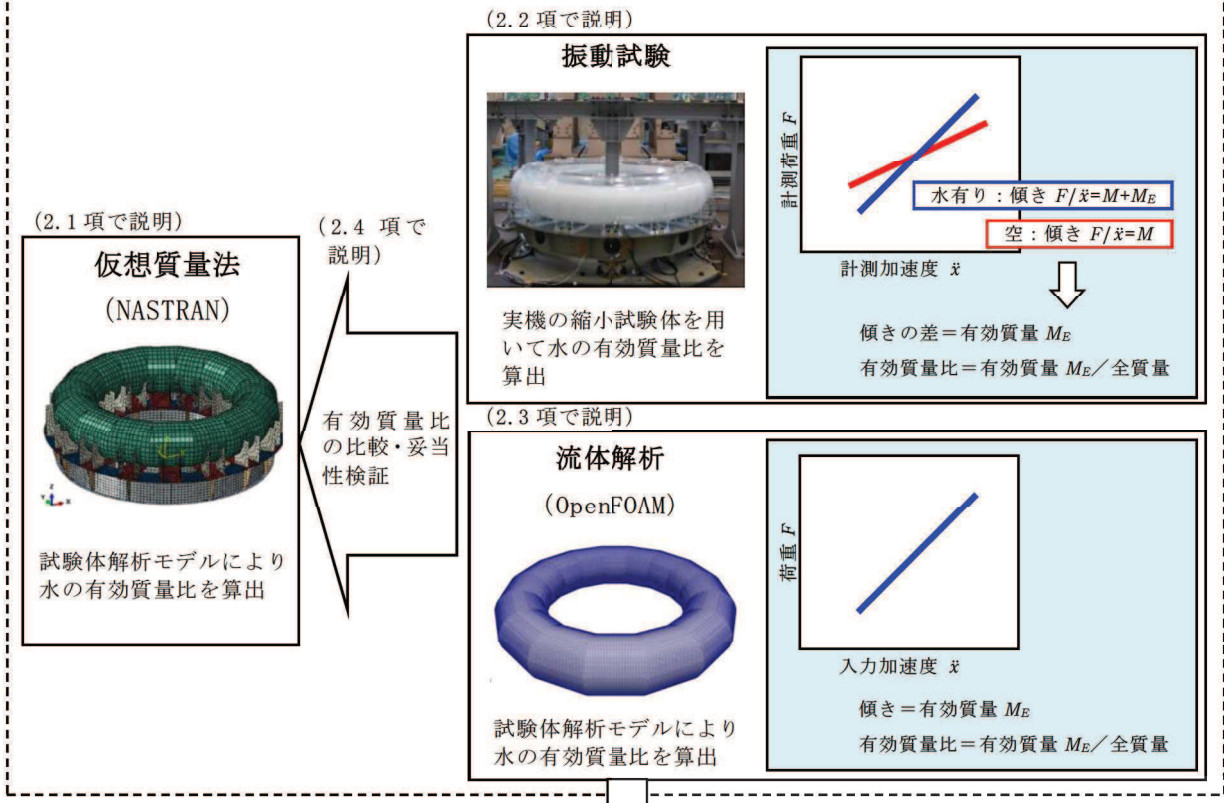 (2.1 項で説明)
仮想質量法
(NASTRAN)
Z
Y
X
試験体解析モデルにより
水の有効質量比を算出
(2.4 項で
説明)
有効質量比
の比較・妥当
性検証
(2.2 項で説明)
振動試験
実機の縮小試験体を用
いて水の有効質量比を
算出
計測荷重 F
水有り：傾き F/ẍ=M+M_E
空：傾き F/ẍ=M
計測加速度 ẍ
傾きの差＝有効質量 M_E
有効質量比＝有効質量 M_E／全質量
(2.3 項で説明)
流体解析
(OpenFOAM)
試験体解析モデルにより
水の有効質量比を算出
荷重 F
入力加速度 ẍ
傾き＝有効質量 M_E
有効質量比＝有効質量 M_E／全質量